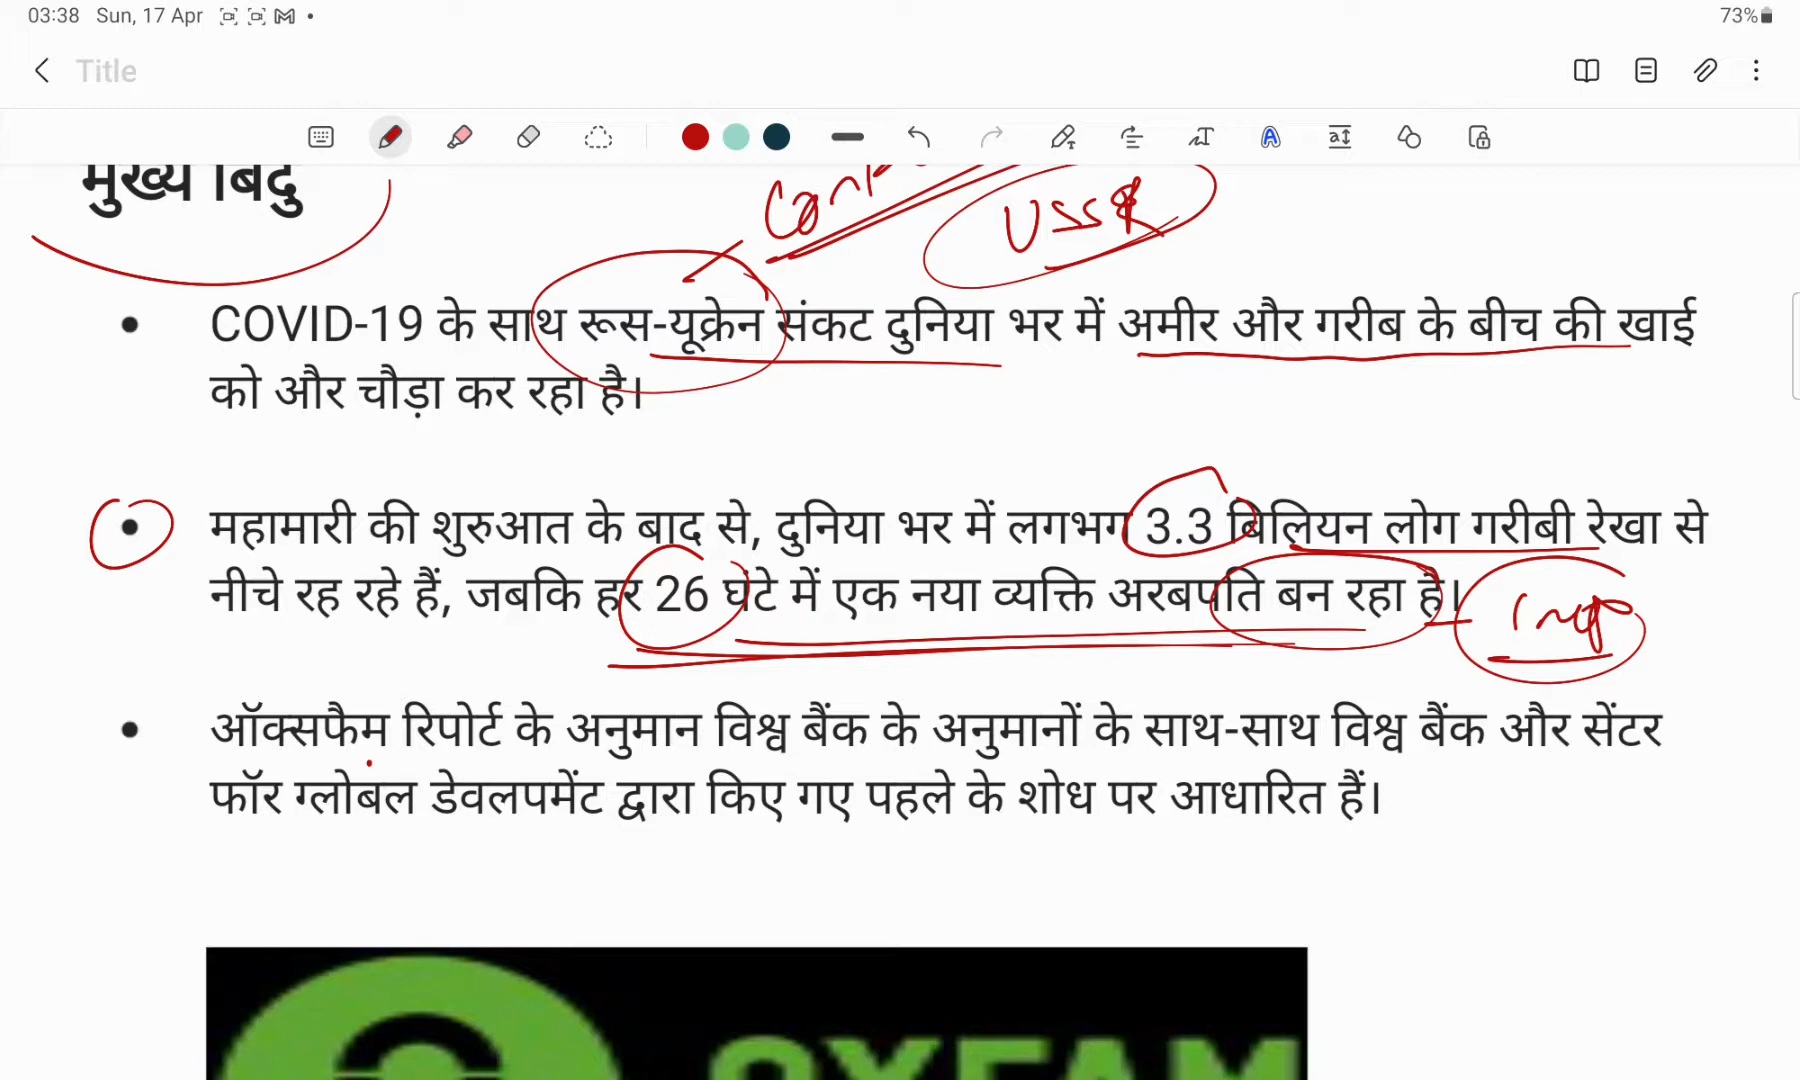 03:38 Sun, 17 Apr
73%
Title
मुख्य बिंदु
USSR
COVID-19 के साथ रूस-यूक्रेन संकट दुनिया भर में अमीर और गरीब के बीच की खाई
को और चौड़ा कर रहा है।
महामारी की शुरुआत के बाद से, दुनिया भर में लगभग 3.3 बिलियन लोग गरीबी रेखा से
नीचे रह रहे हैं, जबकि हर 26 घंटे में एक नया व्यक्ति अरबपति बन रहा है।
Imp
ऑक्सफैम रिपोर्ट के अनुमान विश्व बैंक के अनुमानों के साथ-साथ विश्व बैंक और सेंटर
फॉर ग्लोबल डेवलपमेंट द्वारा किए गए पहले के शोध पर आधारित हैं।
OXFAM